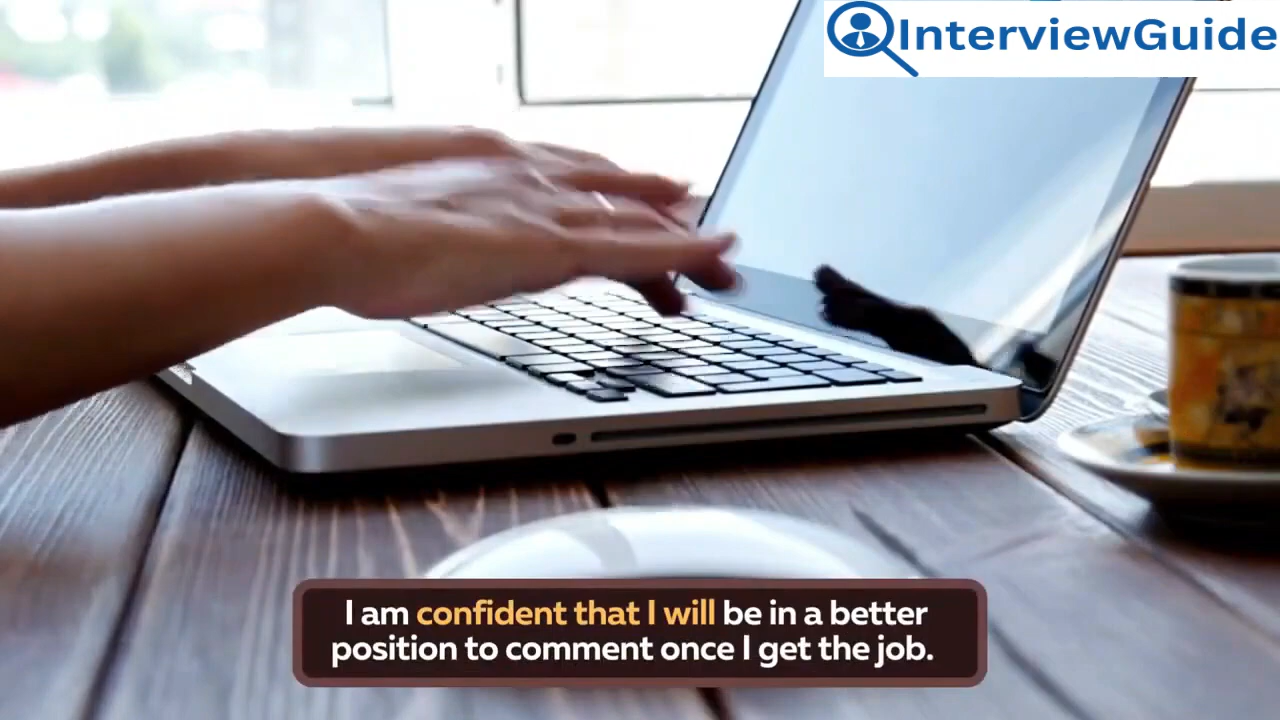 InterviewGuide
I am confident that I will be in a better
position to comment once I get the job.